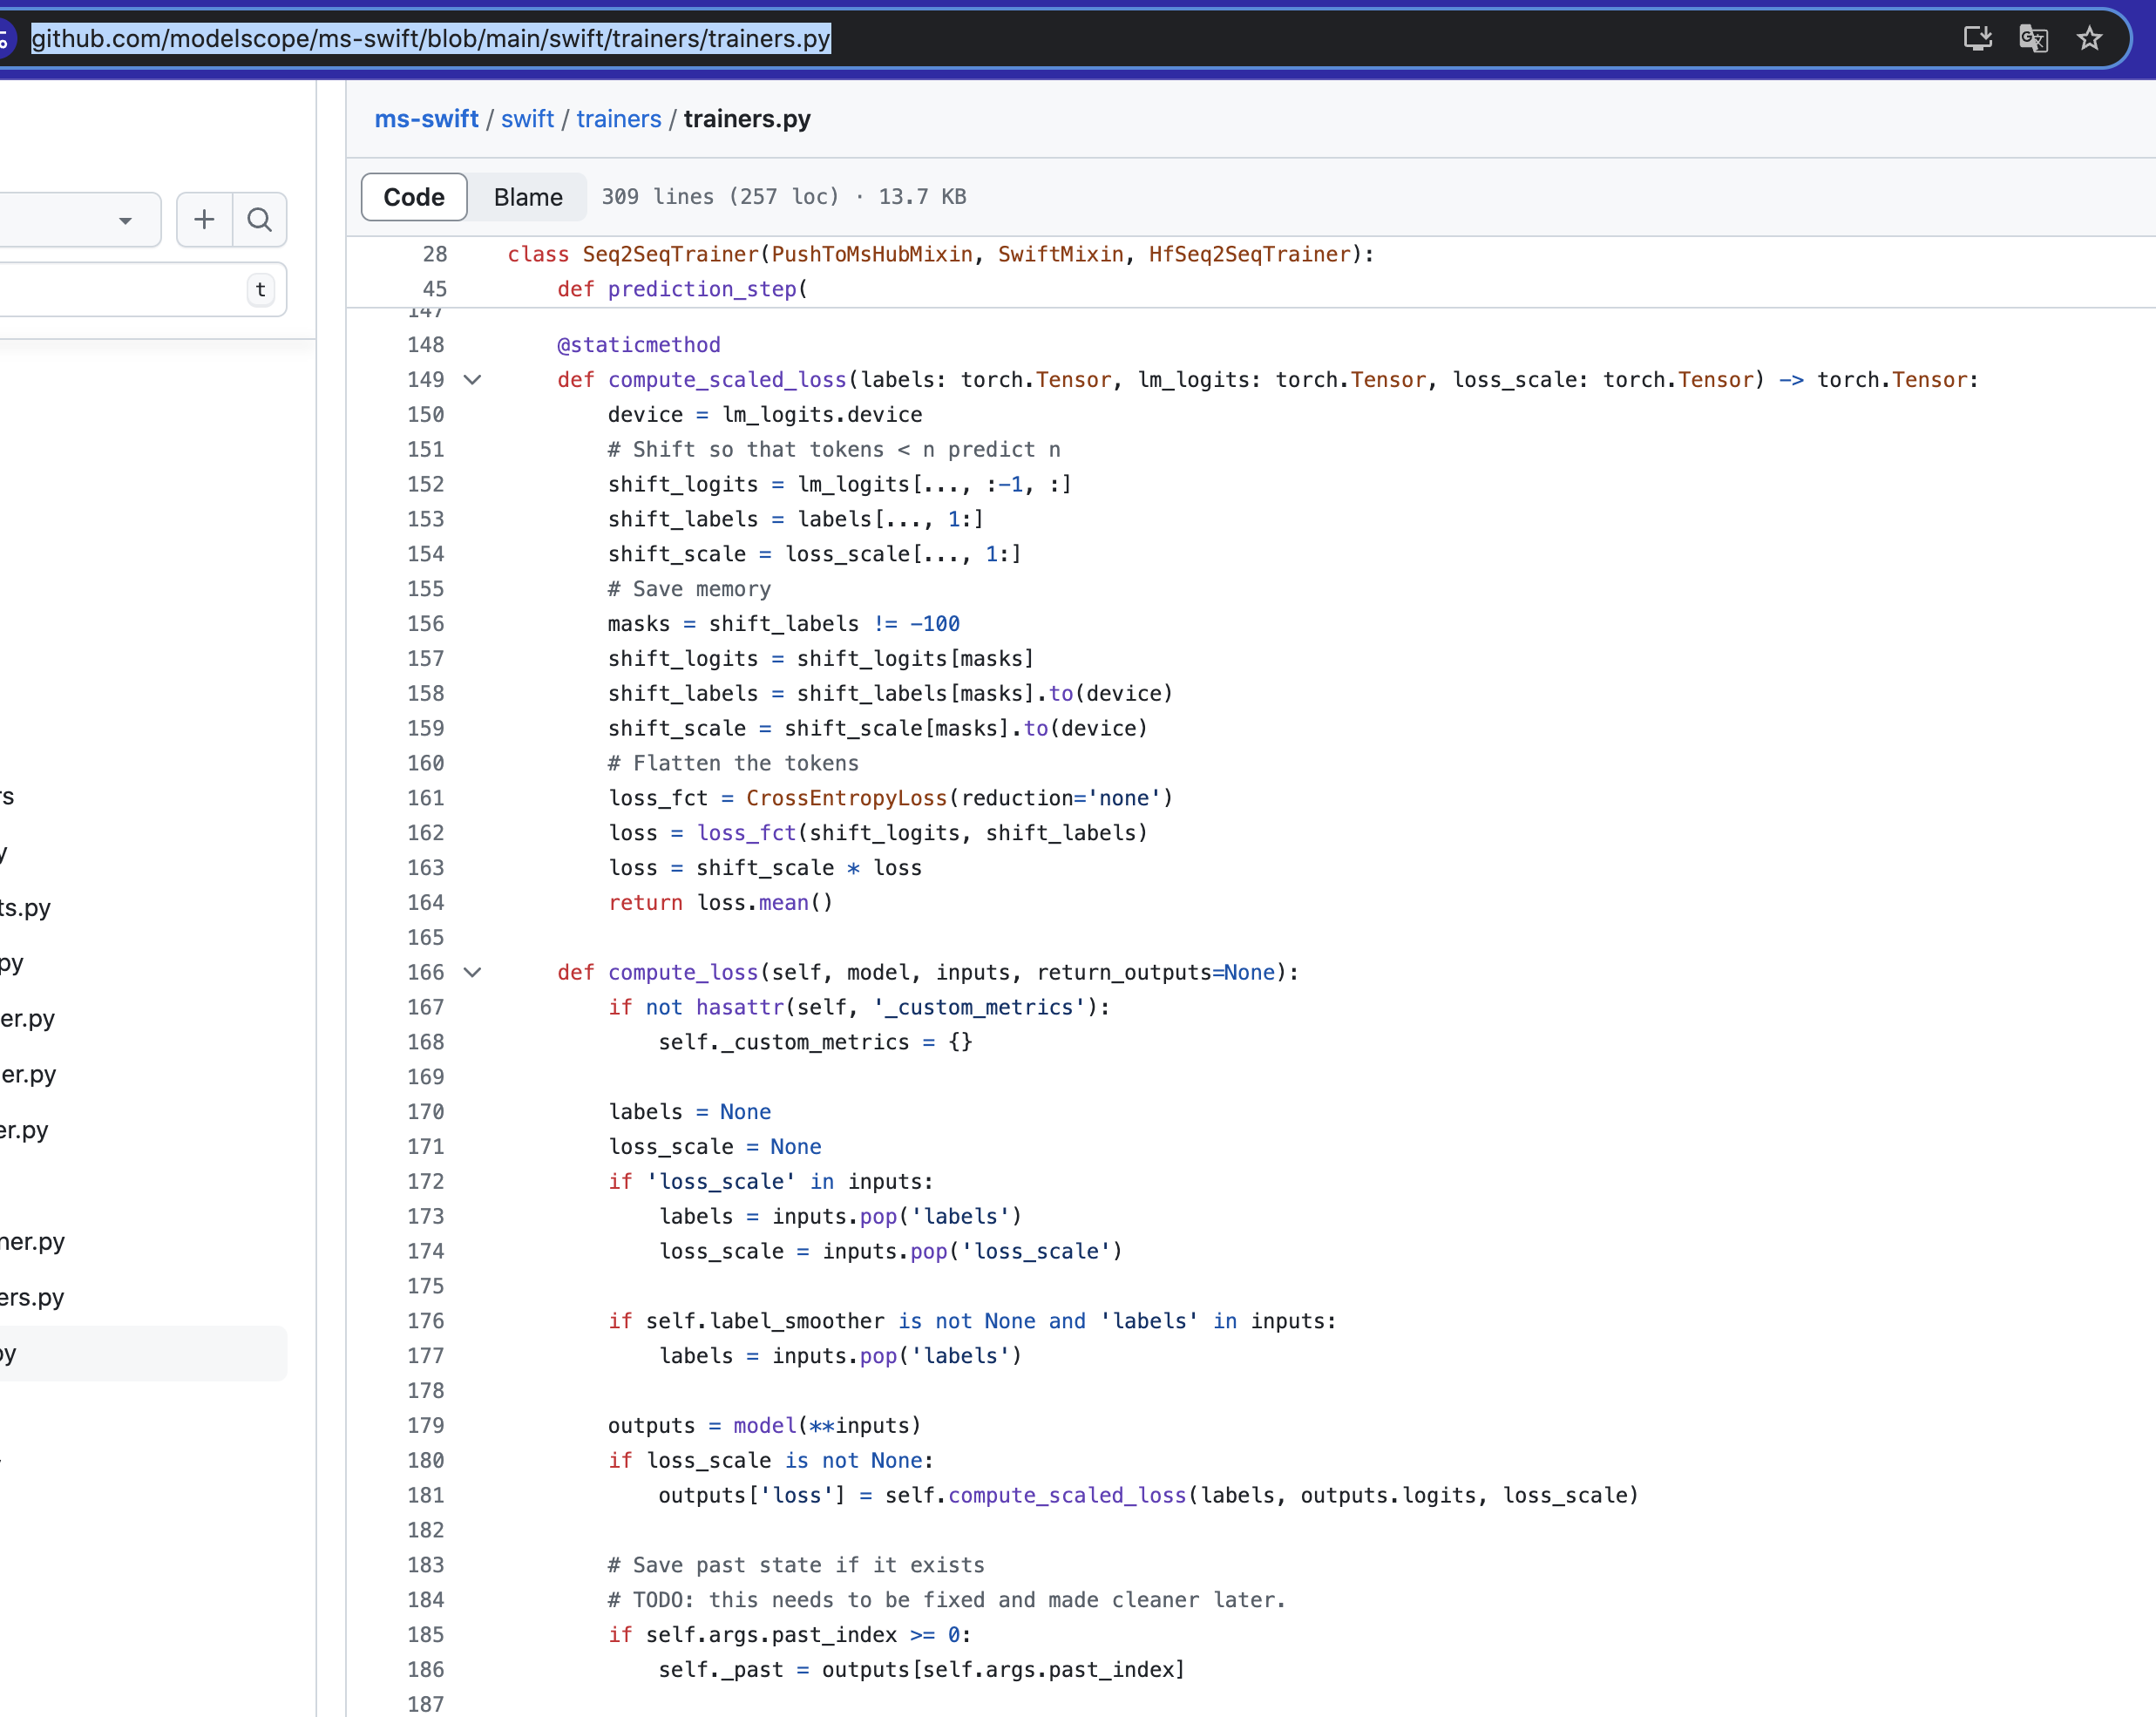 github.com/modelscope/ms-swift/blob/main/swift/trainers/trainers.py
ms-swift / swift / trainers / trainers.py
Code Blame 309 lines (257 loc) · 13.7 KB
t
28 class Seq2SeqTrainer(PushToMsHubMixin, SwiftMixin, HfSeq2SeqTrainer):
45 def prediction_step(
147
148 @staticmethod
149 def compute_scaled_loss(labels: torch.Tensor, lm_logits: torch.Tensor, loss_scale: torch.Tensor) -> torch.Tensor:
150 device = lm_logits.device
151 # Shift so that tokens < n predict n
152 shift_logits = lm_logits[..., :-1, :]
153 shift_labels = labels[..., 1:]
154 shift_scale = loss_scale[..., 1:]
155 # Save memory
156 masks = shift_labels != -100
157 shift_logits = shift_logits[masks]
158 shift_labels = shift_labels[masks].to(device)
159 shift_scale = shift_scale[masks].to(device)
160 # Flatten the tokens
161 loss_fct = CrossEntropyLoss(reduction='none')
162 loss = loss_fct(shift_logits, shift_labels)
163 loss = shift_scale * loss
164 return loss.mean()
165
166 def compute_loss(self, model, inputs, return_outputs=None):
167 if not hasattr(self, '_custom_metrics'):
168 self._custom_metrics = {}
169
170 labels = None
171 loss_scale = None
172 if 'loss_scale' in inputs:
173 labels = inputs.pop('labels')
174 loss_scale = inputs.pop('loss_scale')
175
176 if self.label_smoother is not None and 'labels' in inputs:
177 labels = inputs.pop('labels')
178
179 outputs = model(**inputs)
180 if loss_scale is not None:
181 outputs['loss'] = self.compute_scaled_loss(labels, outputs.logits, loss_scale)
182
183 # Save past state if it exists
184 # TODO: this needs to be fixed and made cleaner later.
185 if self.args.past_index >= 0:
186 self._past = outputs[self.args.past_index]
187
ts.py
py
er.py
er.py
er.py
ner.py
ers.py